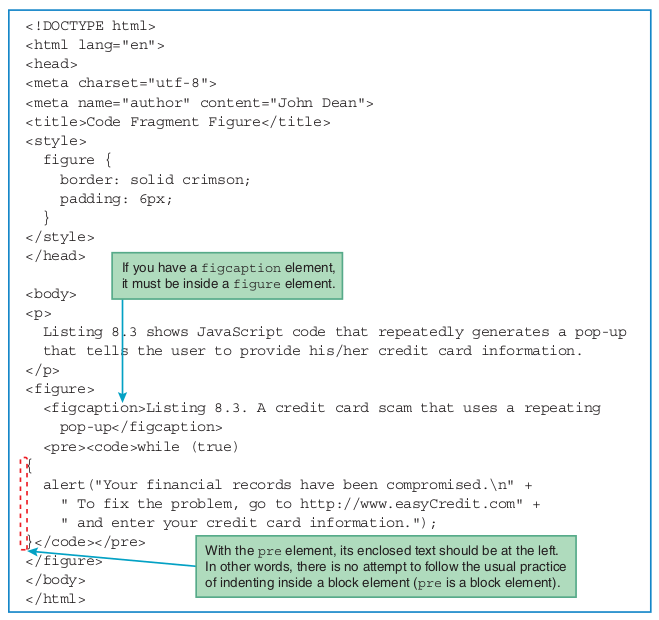 <!DOCTYPE html>
<html lang="en">
<head>
<meta charset="utf-8">
<meta name="author" content="John Dean">
<title>Code Fragment Figure</title>
<style>
  figure {
    border: solid crimson;
    padding: 6px;
  }
</style>
</head>
If you have a figcaption element,
it must be inside a figure element.
<body>
<p>
  Listing 8.3 shows JavaScript code that repeatedly generates a pop-up
  that tells the user to provide his/her credit card information.
</p>
<figure>
  <figcaption>Listing 8.3. A credit card scam that uses a repeating
    pop-up</figcaption>
  <pre><code>while (true)
{
  alert("Your financial records have been compromised.\n" +
    " To fix the problem, go to http://www.easyCredit.com" +
    " and enter your credit card information.");
}</code></pre>
</figure>
</body>
</html>
With the pre element, its enclosed text should be at the left.
In other words, there is no attempt to follow the usual practice
of indenting inside a block element (pre is a block element).